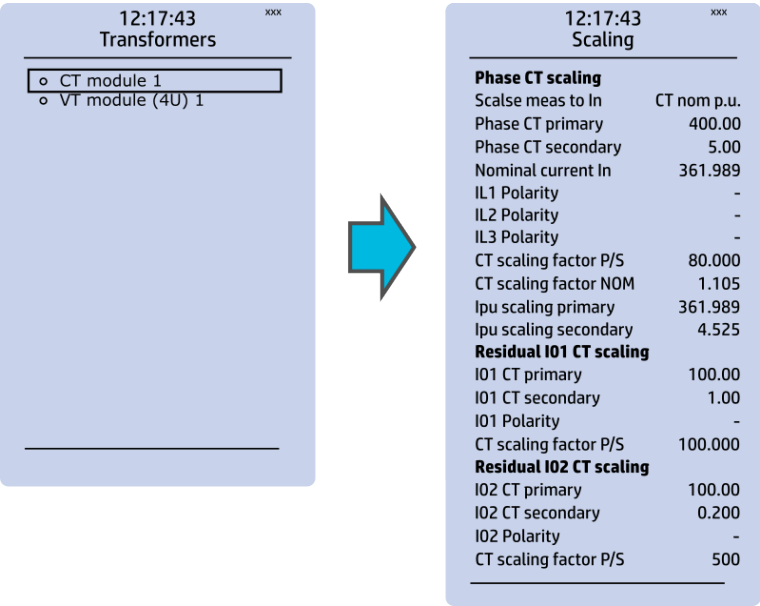 12:17:43 xxx
Transformers
CT module 1
VT module (4U) 1
12:17:43 xxx
Scaling
Phase CT scaling
Scalse meas to In CT nom p.u.
Phase CT primary 400.00
Phase CT secondary 5.00
Nominal current In 361.989
IL1 Polarity -
IL2 Polarity -
IL3 Polarity -
CT scaling factor P/S 80.000
CT scaling factor NOM 1.105
Ipu scaling primary 361.989
Ipu scaling secondary 4.525
Residual I01 CT scaling
I01 CT primary 100.00
I01 CT secondary 1.00
I01 Polarity -
CT scaling factor P/S 100.000
Residual I02 CT scaling
I02 CT primary 100.00
I02 CT secondary 0.200
I02 Polarity -
CT scaling factor P/S 500